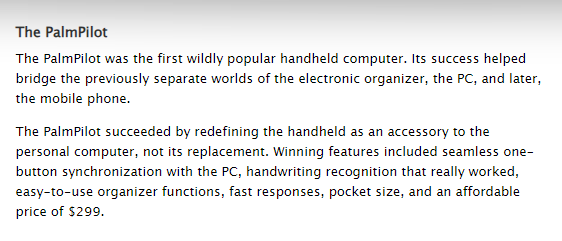 The PalmPilot
The PalmPilot was the first wildly popular handheld computer. Its success helped
bridge the previously separate worlds of the electronic organizer, the PC, and later,
the mobile phone.
The PalmPilot succeeded by redefining the handheld as an accessory to the
personal computer, not its replacement. Winning features included seamless one-
button synchronization with the PC, handwriting recognition that really worked,
easy-to-use organizer functions, fast responses, pocket size, and an affordable
price of $299.